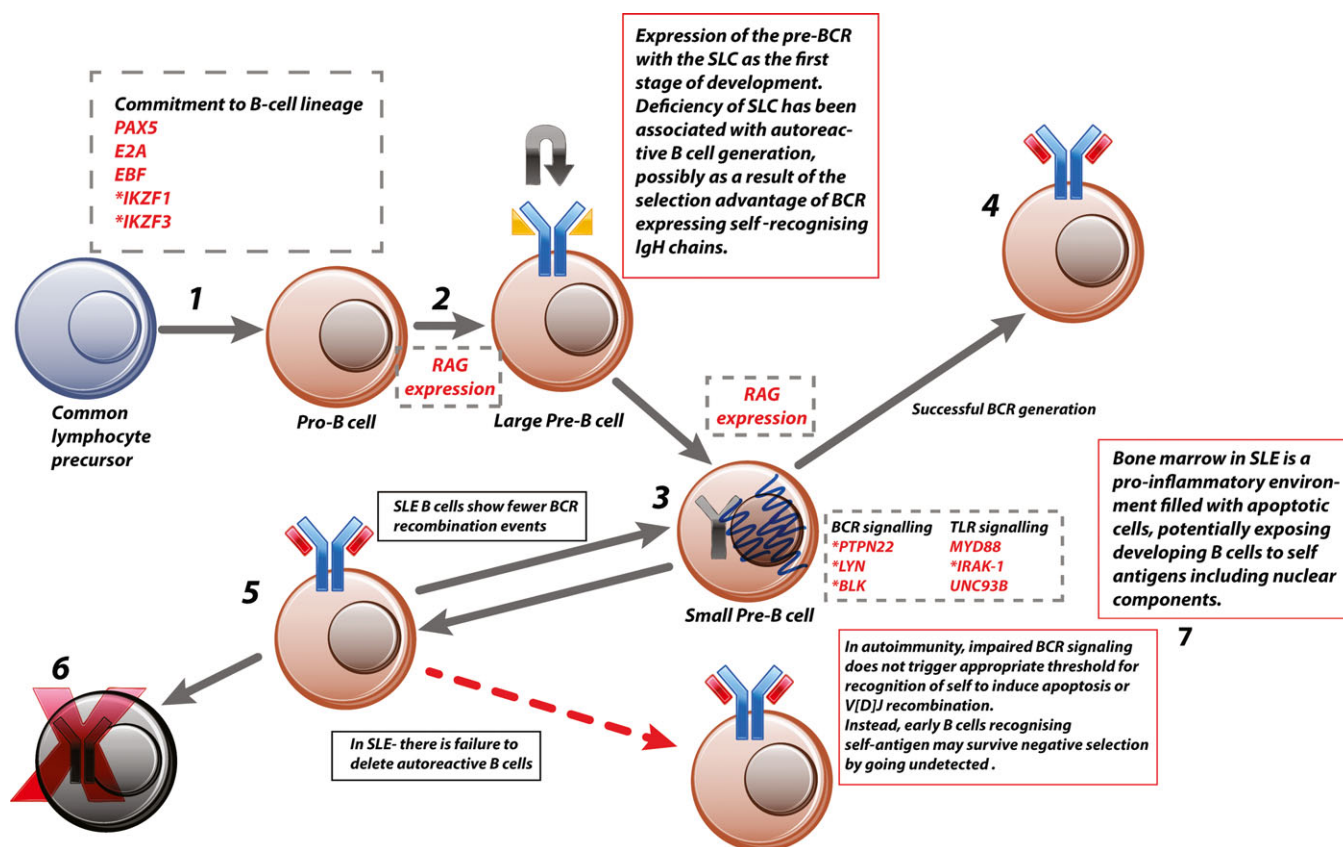 Commitment to B-cell lineage
PAX5
E2A
EBF
*IKZF1
*IKZF3
Expression of the pre-BCR
with the SLC as the first
stage of development.
Deficiency of SLC has been
associated with autoreac-
tive B cell generation,
possibly as a result of the
selection advantage of BCR
expressing self-recognising
IgH chains.
1
2
4
Common
lymphocyte
precursor
Pro-B cell
RAG
expression
Large Pre-B cell
RAG
expression
Successful BCR generation
3
SLE B cells show fewer BCR
recombination events
Small Pre-B cell
BCR signalling
*PTPN22
*LYN
*BLK
TLR signalling
MYD88
*IRAK-1
UNC93B
Bone marrow in SLE is a
pro-inflammatory environ-
ment filled with apoptotic
cells, potentially exposing
developing B cells to self
antigens including nuclear
components.
7
5
6
In SLE- there is failure to
delete autoreactive B cells
In autoimmunity, impaired BCR signaling
does not trigger appropriate threshold for
recognition of self to induce apoptosis or
V[D]J recombination.
Instead, early B cells recognising
self-antigen may survive negative selection
by going undetected .